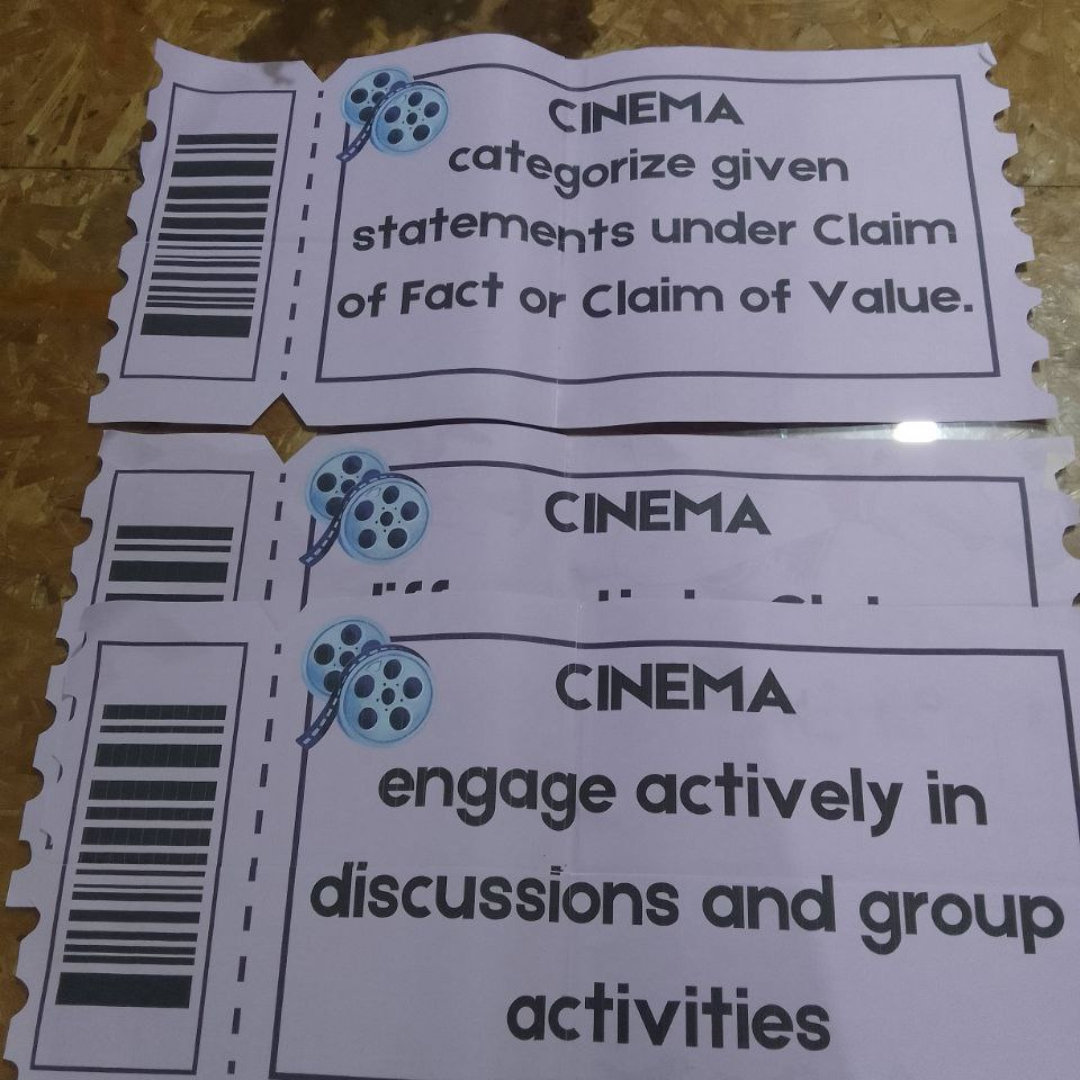 CINEMA
categorize given
statements under Claim
of Fact or Claim of Value.
CINEMA
CINEMA
engage actively in
discussions and group
activities